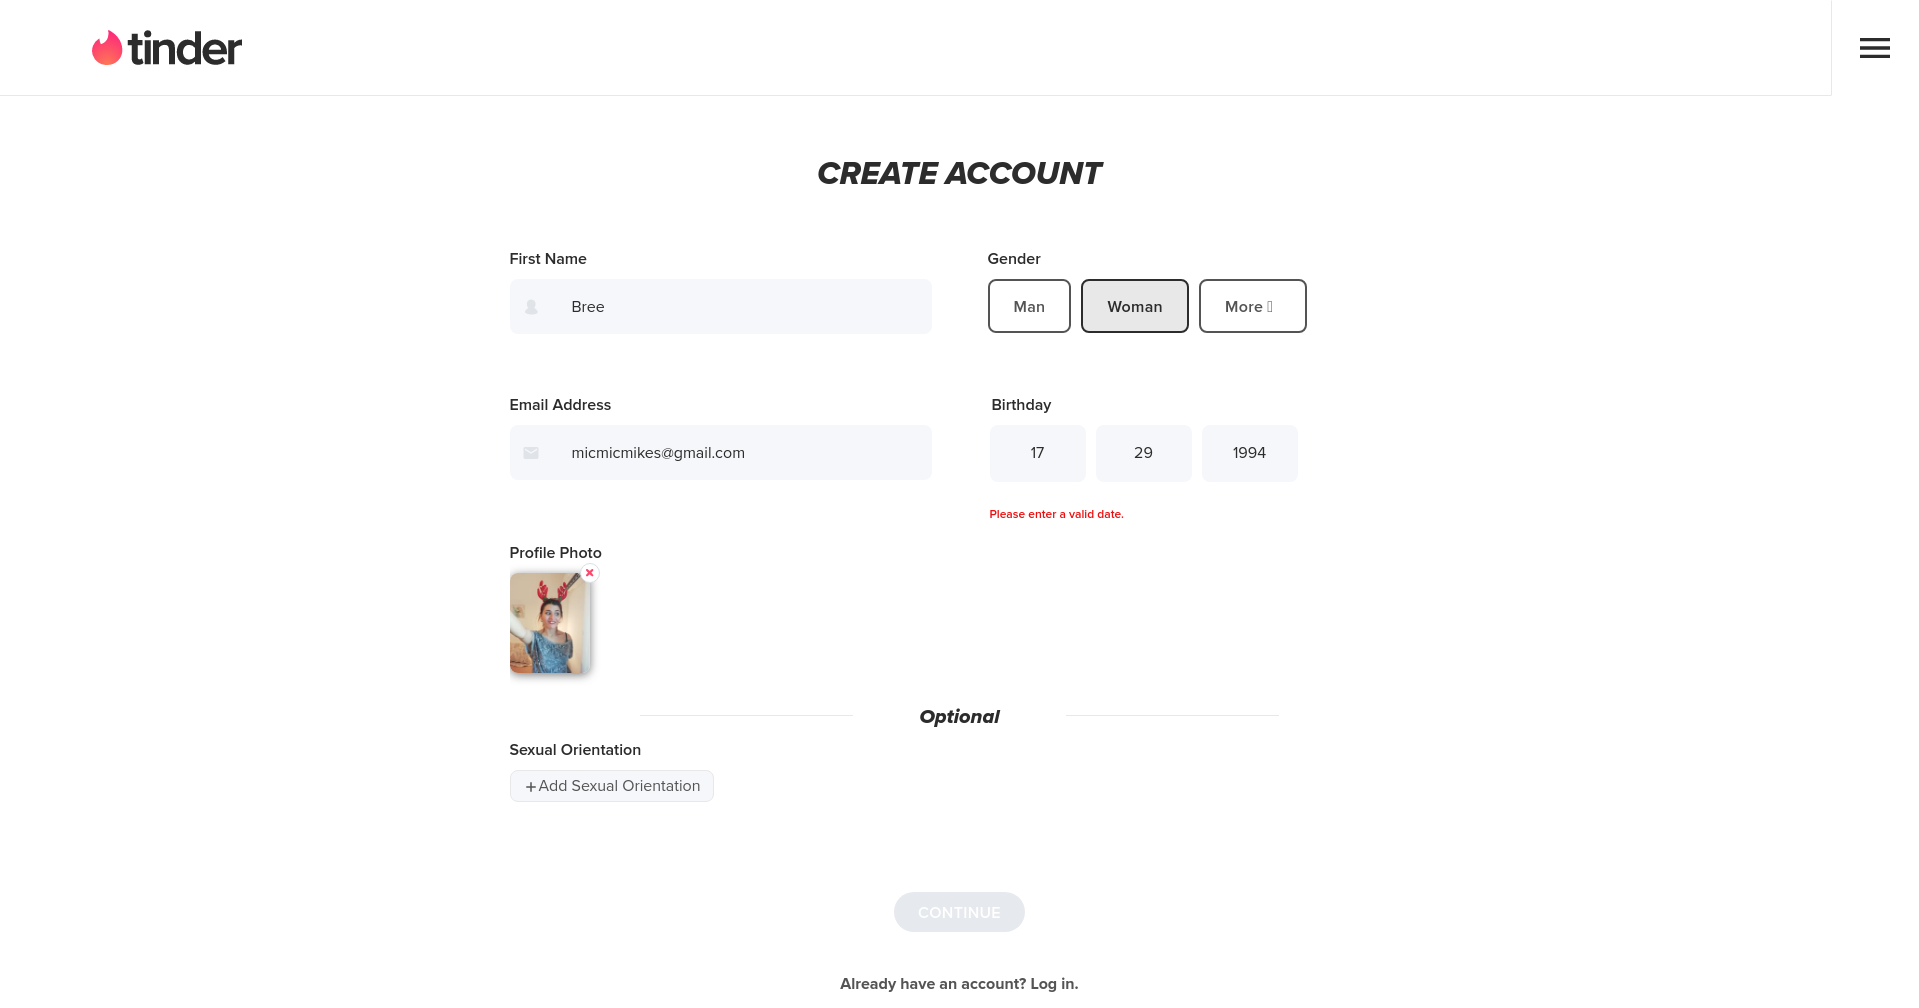 tinder
CREATE ACCOUNT
First Name
Bree
Gender
Man
Woman
More
Email Address
micmicmikes@gmail.com
Birthday
17
29
1994
Please enter a valid date.
Profile Photo
Optional
Sexual Orientation
+Add Sexual Orientation
CONTINUE
Already have an account? Log in.